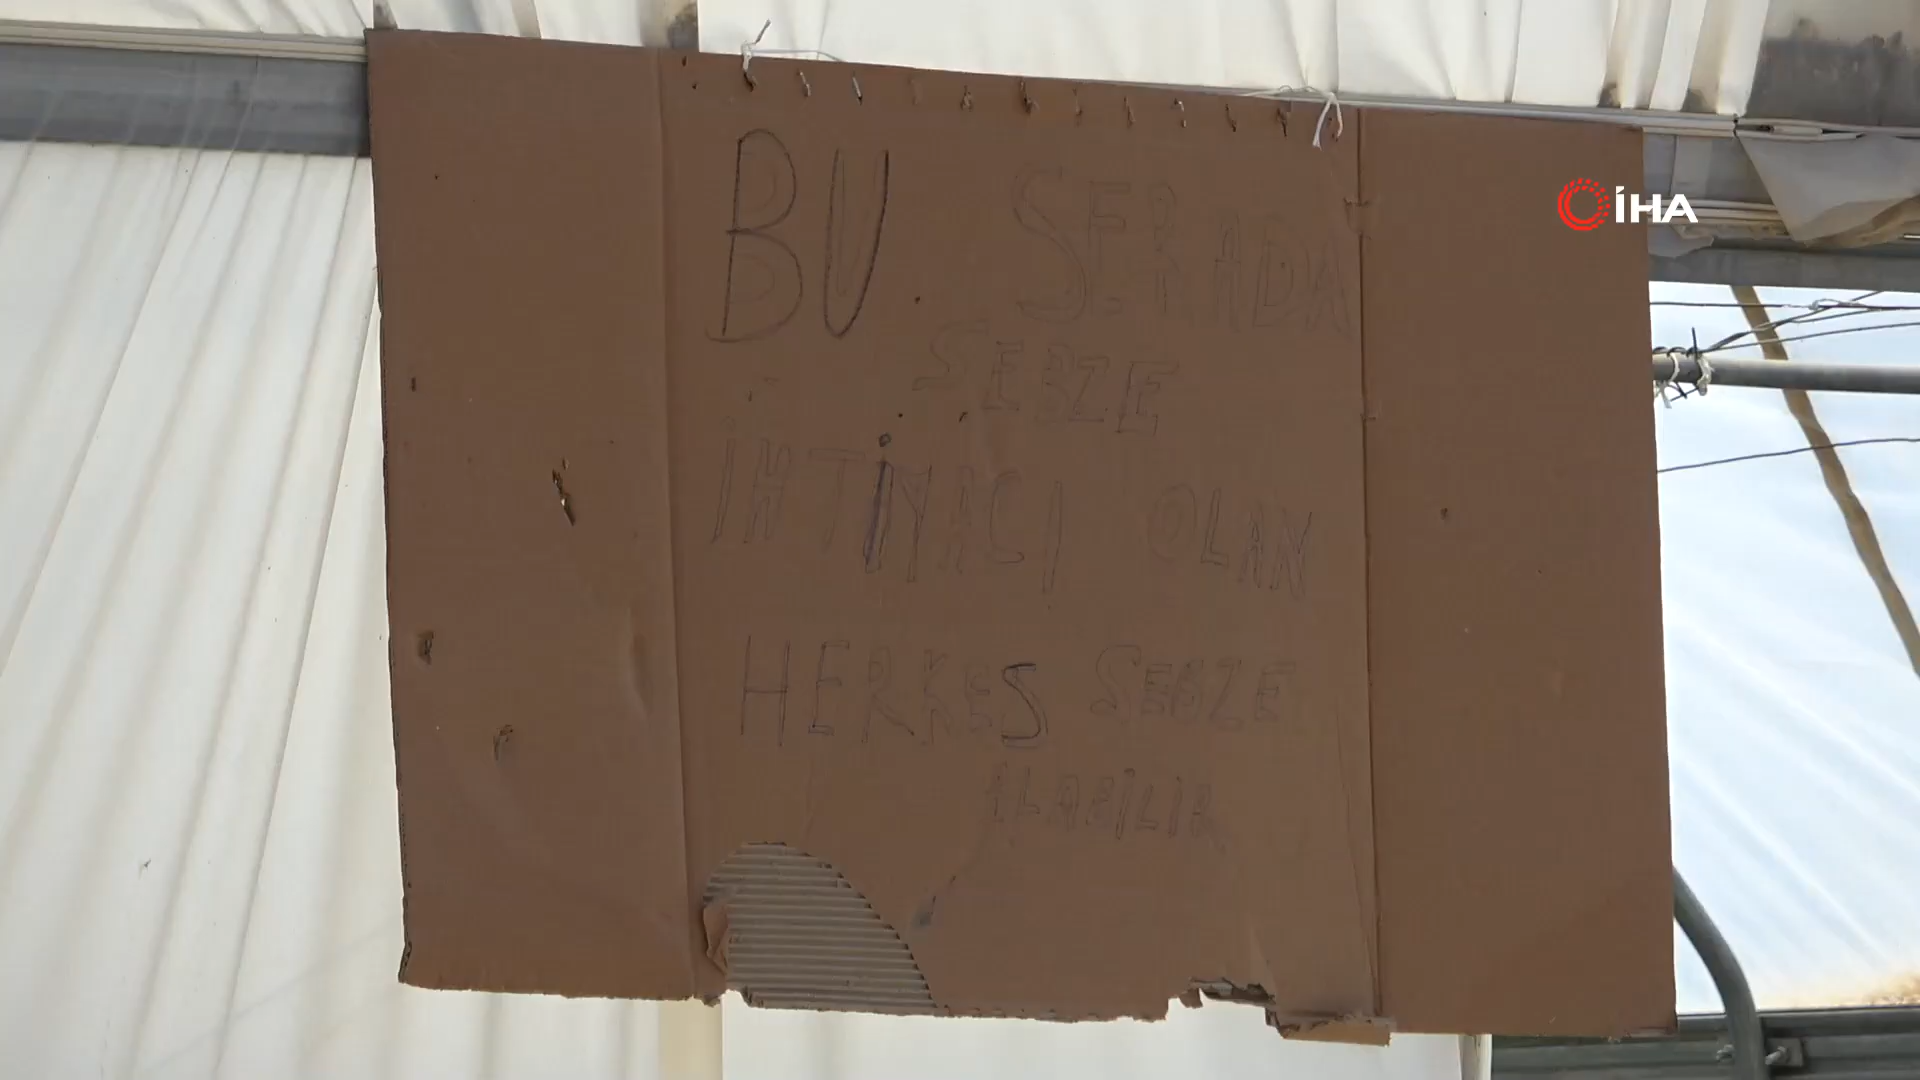 BU SERADA
SEBZE
İHTİYACI OLAN
HERKES SEBZE
ALABİLİR
İHA